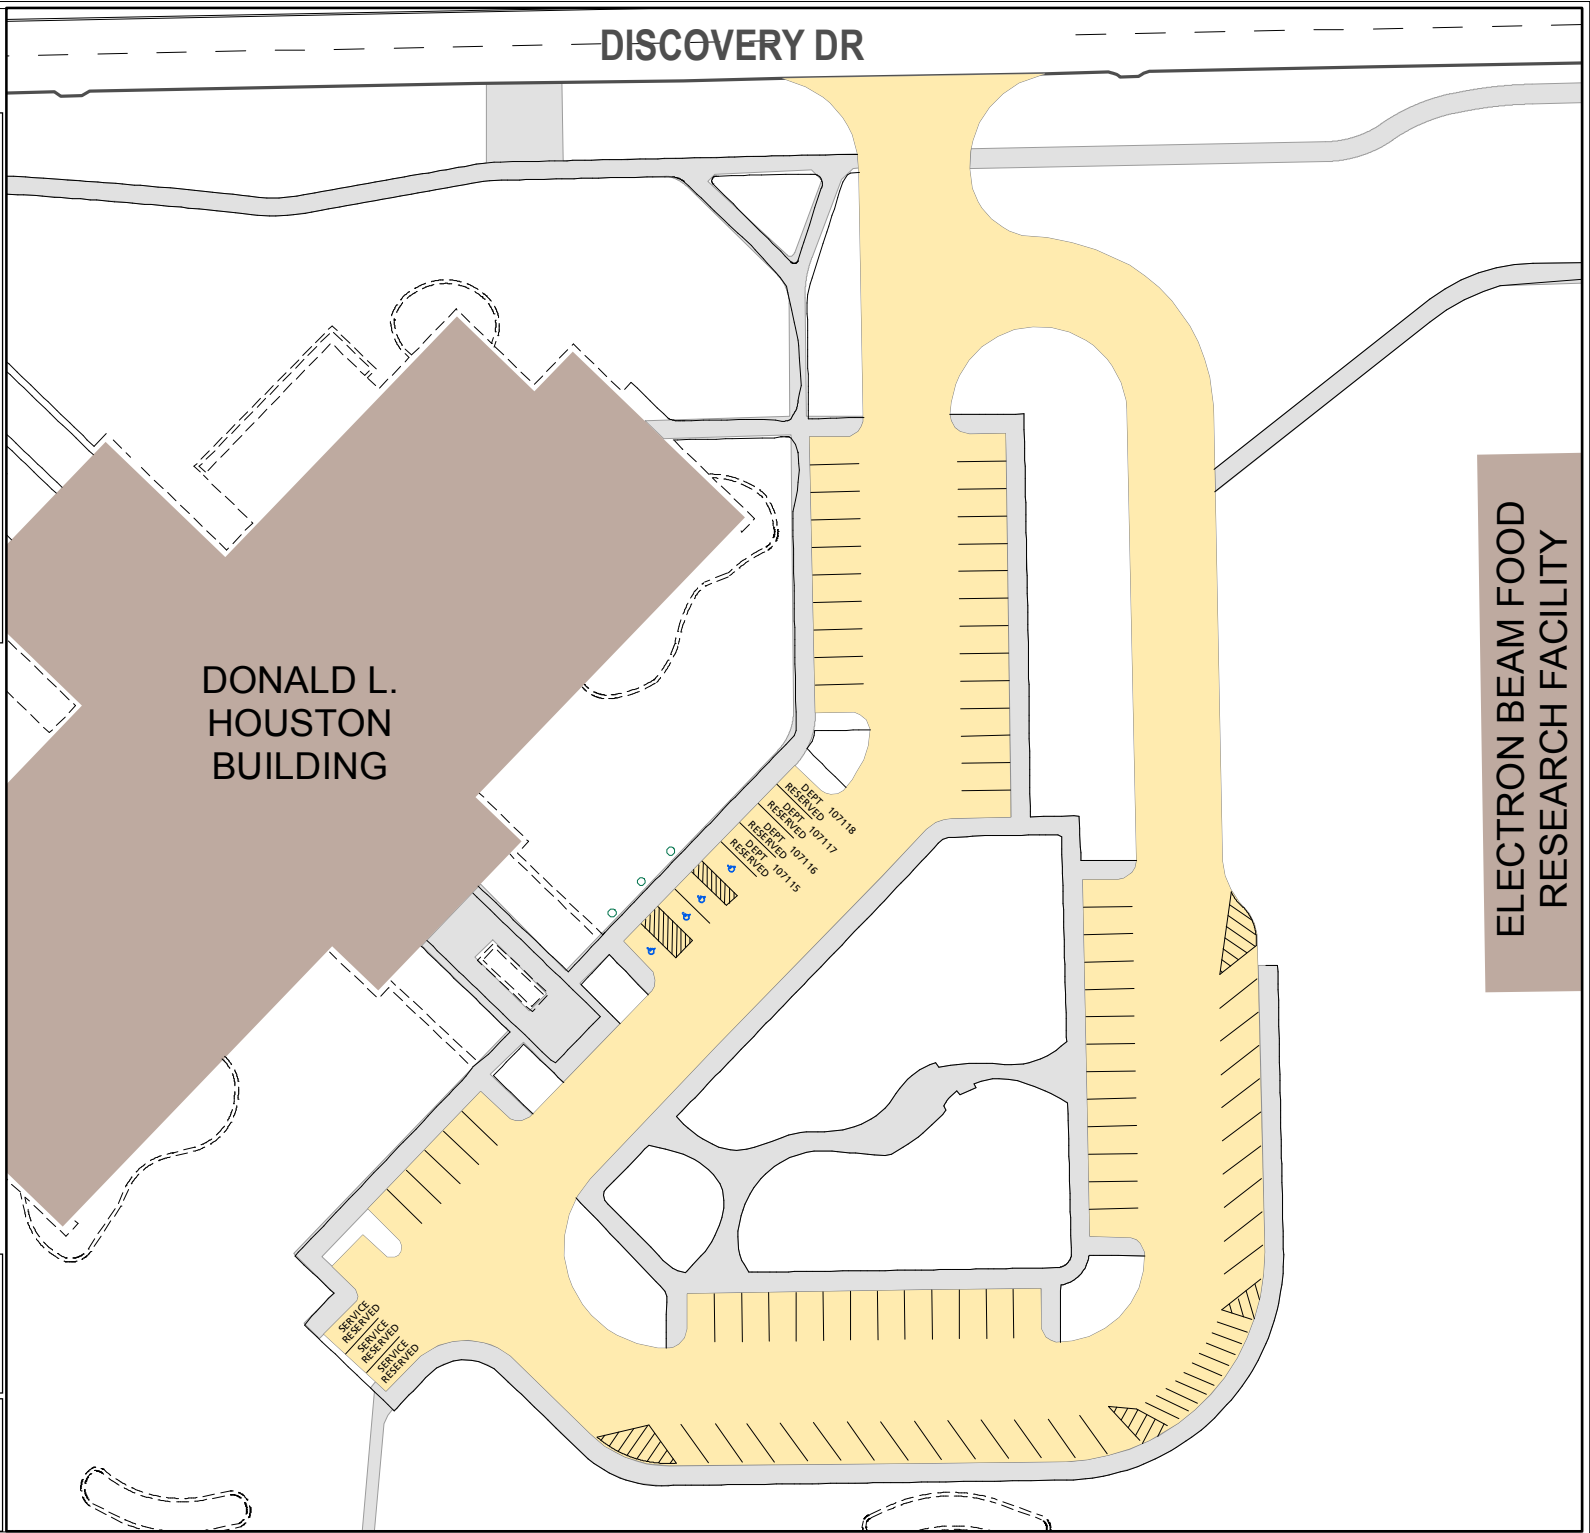 DISCOVERY DR
DONALD L.
HOUSTON
BUILDING
ELECTRON BEAM FOOD
RESEARCH FACILITY
DEPT 107118
RESERVED
DEPT 107117
RESERVED
DEPT 107116
RESERVED
DEPT 107115
RESERVED
SERVICE
RESERVED
SERVICE
RESERVED
SERVICE
RESERVED